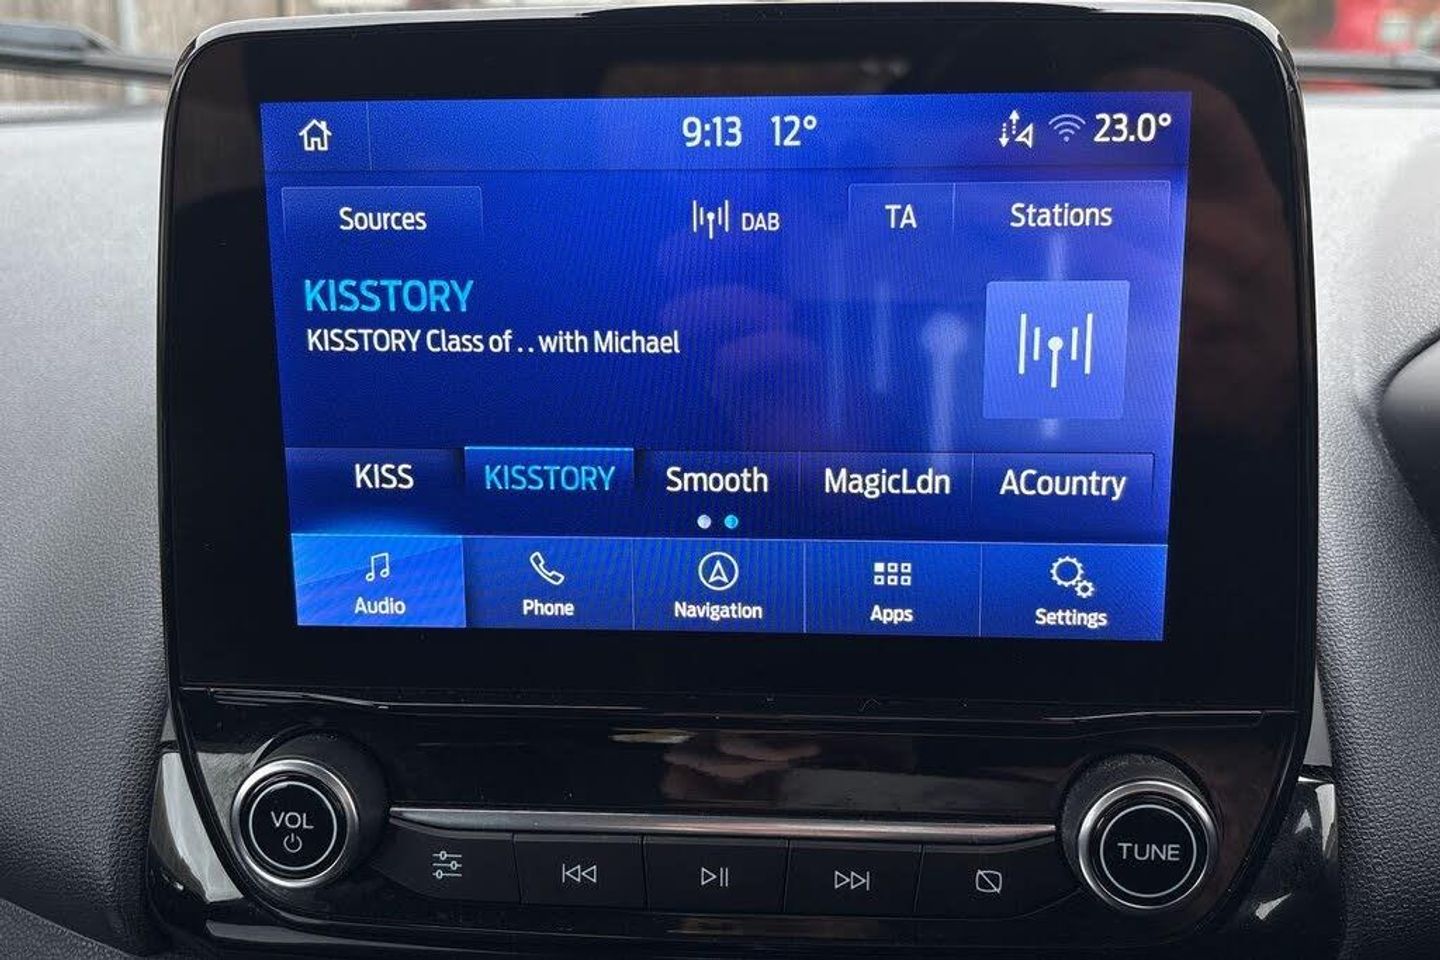 9:13 12° 23.0°
Sources DAB TA Stations
KISSTORY
KISSTORY Class of . . with Michael
KISS KISSTORY Smooth MagicLdn ACountry
Audio Phone Navigation Apps Settings
VOL TUNE